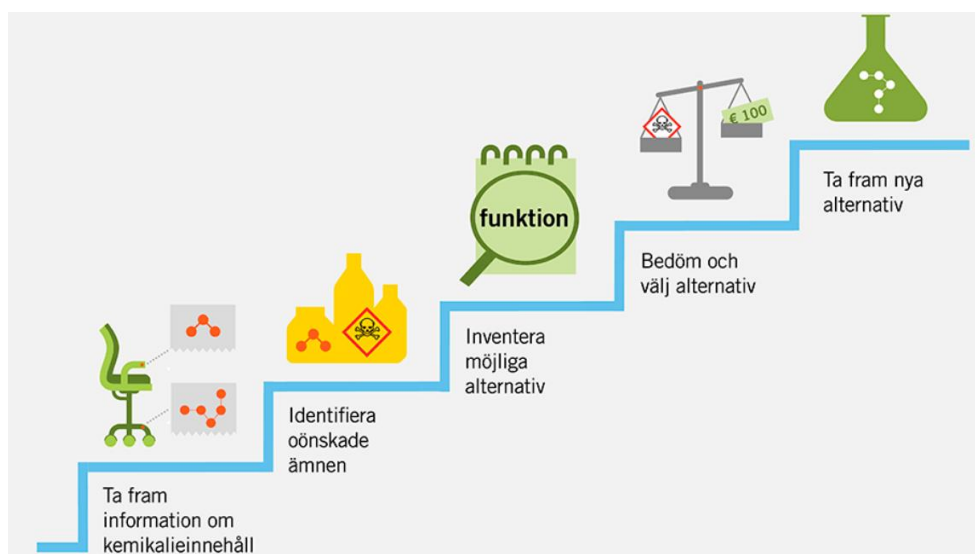 Ta fram
information om
kemikalieinnehåll
Identifiera
oönskade
ämnen
funktion
Inventera
möjliga
alternativ
€ 100
Bedöm och
välj alternativ
Ta fram nya
alternativ